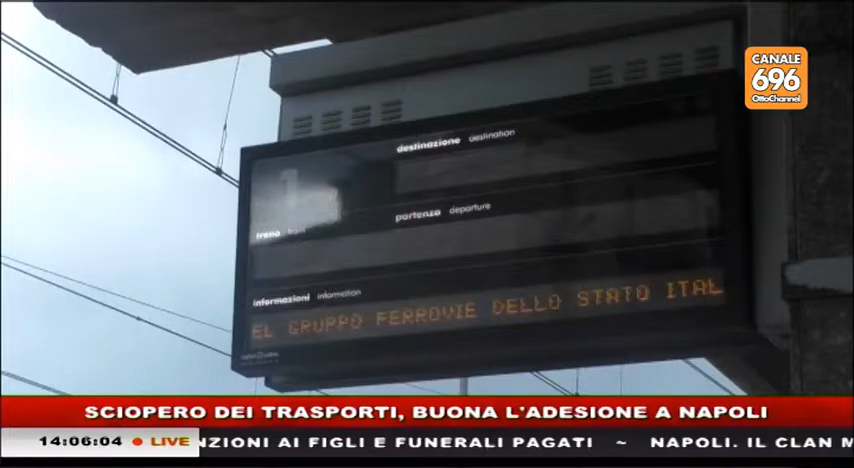 CANALE
696
OttoChannel
destinazione destination
1
partenza departure
treno train
informazioni information
EL GRUPPO FERROVIE DELLO STATO ITAL
SCIOPERO DEI TRASPORTI, BUONA L'ADESIONE A NAPOLI
14:06:04 LIVE NZIONI AI FIGLI E FUNERALI PAGATI ~ NAPOLI. IL CLAN M